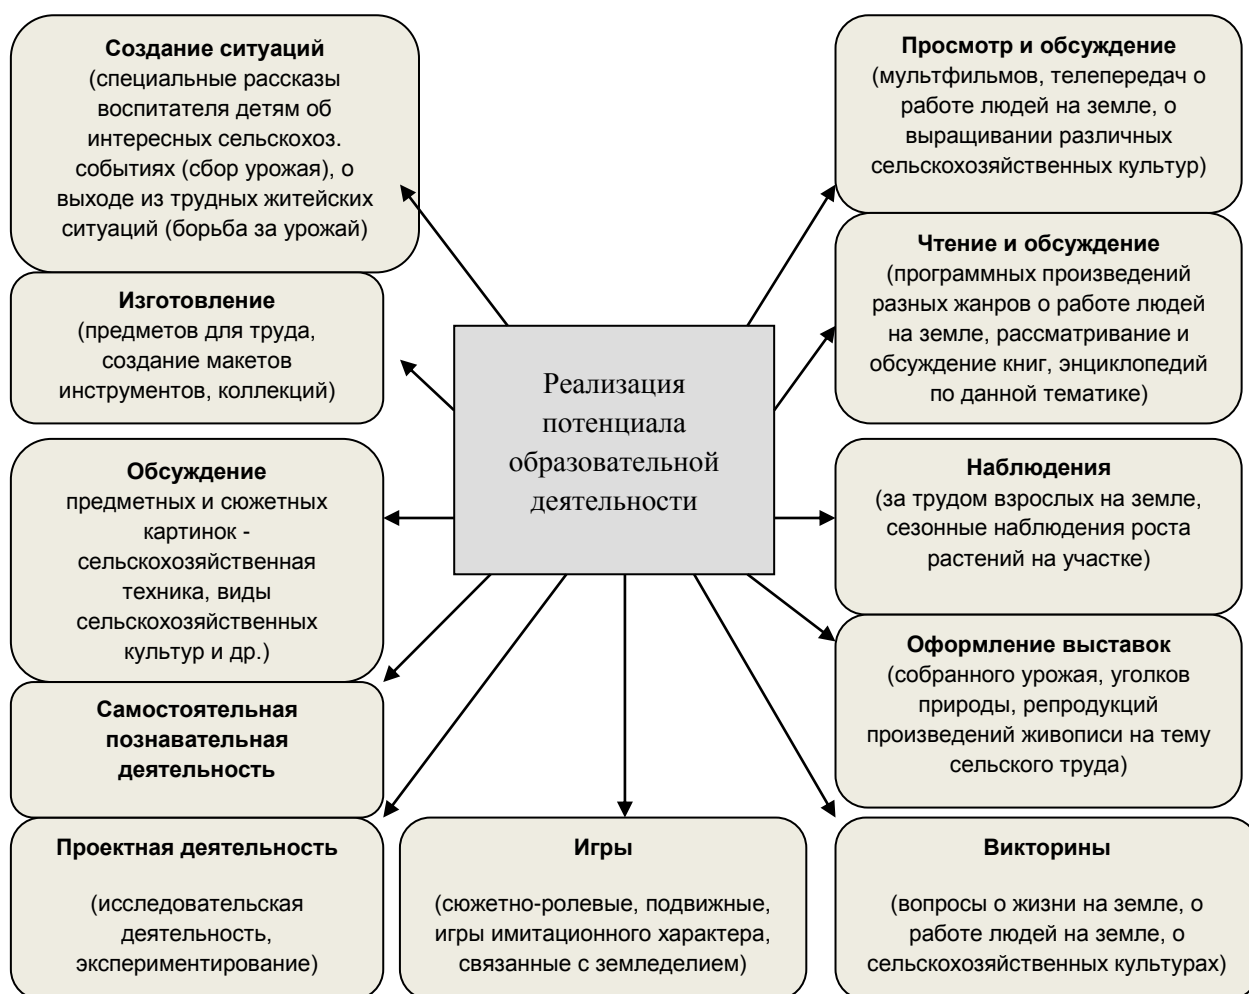 Создание ситуаций
(специальные рассказы
воспитателя детям об
интересных сельскохоз.
событиях (сбор урожая), о
выходе из трудных житейских
ситуаций (борьба за урожай)
Просмотр и обсуждение
(мультфильмов, телепередач о
работе людей на земле, о
выращивании различных
сельскохозяйственных культур)
Изготовление
(предметов для труда,
создание макетов
инструментов, коллекций)
Чтение и обсуждение
(программных произведений
разных жанров о работе людей
на земле, рассматривание и
обсуждение книг, энциклопедий
по данной тематике)
Реализация
потенциала
образовательной
деятельности
Обсуждение
предметных и сюжетных
картинок -
сельскохозяйственная
техника, виды
сельскохозяйственных
культур и др.)
Наблюдения
(за трудом взрослых на земле,
сезонные наблюдения роста
растений на участке)
Самостоятельная
познавательная
деятельность
Оформление выставок
(собранного урожая, уголков
природы, репродукций
произведений живописи на тему
сельского труда)
Проектная деятельность
(исследовательская
деятельность,
экспериментирование)
Игры
(сюжетно-ролевые, подвижные,
игры имитационного характера,
связанные с земледелием)
Викторины
(вопросы о жизни на земле, о
работе людей на земле, о
сельскохозяйственных культурах)